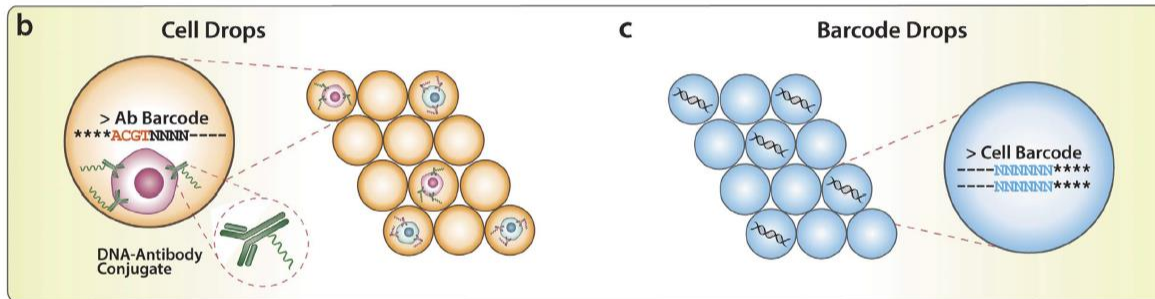 b
Cell Drops
> Ab Barcode
****ACGTNNNN----
DNA-Antibody
Conjugate
c
Barcode Drops
> Cell Barcode
----NNNNNN****
----NNNNNN****